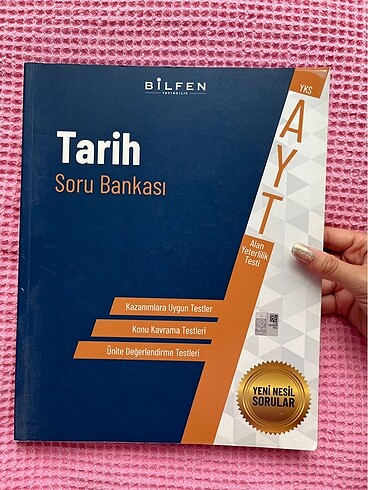 BİLFEN
YAYINCILIK
YKS
AYT
Alan
Yeterlilik
Testi
Tarih
Soru Bankası
Kazanımlara Uygun Testler
Konu Kavrama Testleri
Ünite Değerlendirme Testleri
YENİ NESİL
SORULAR